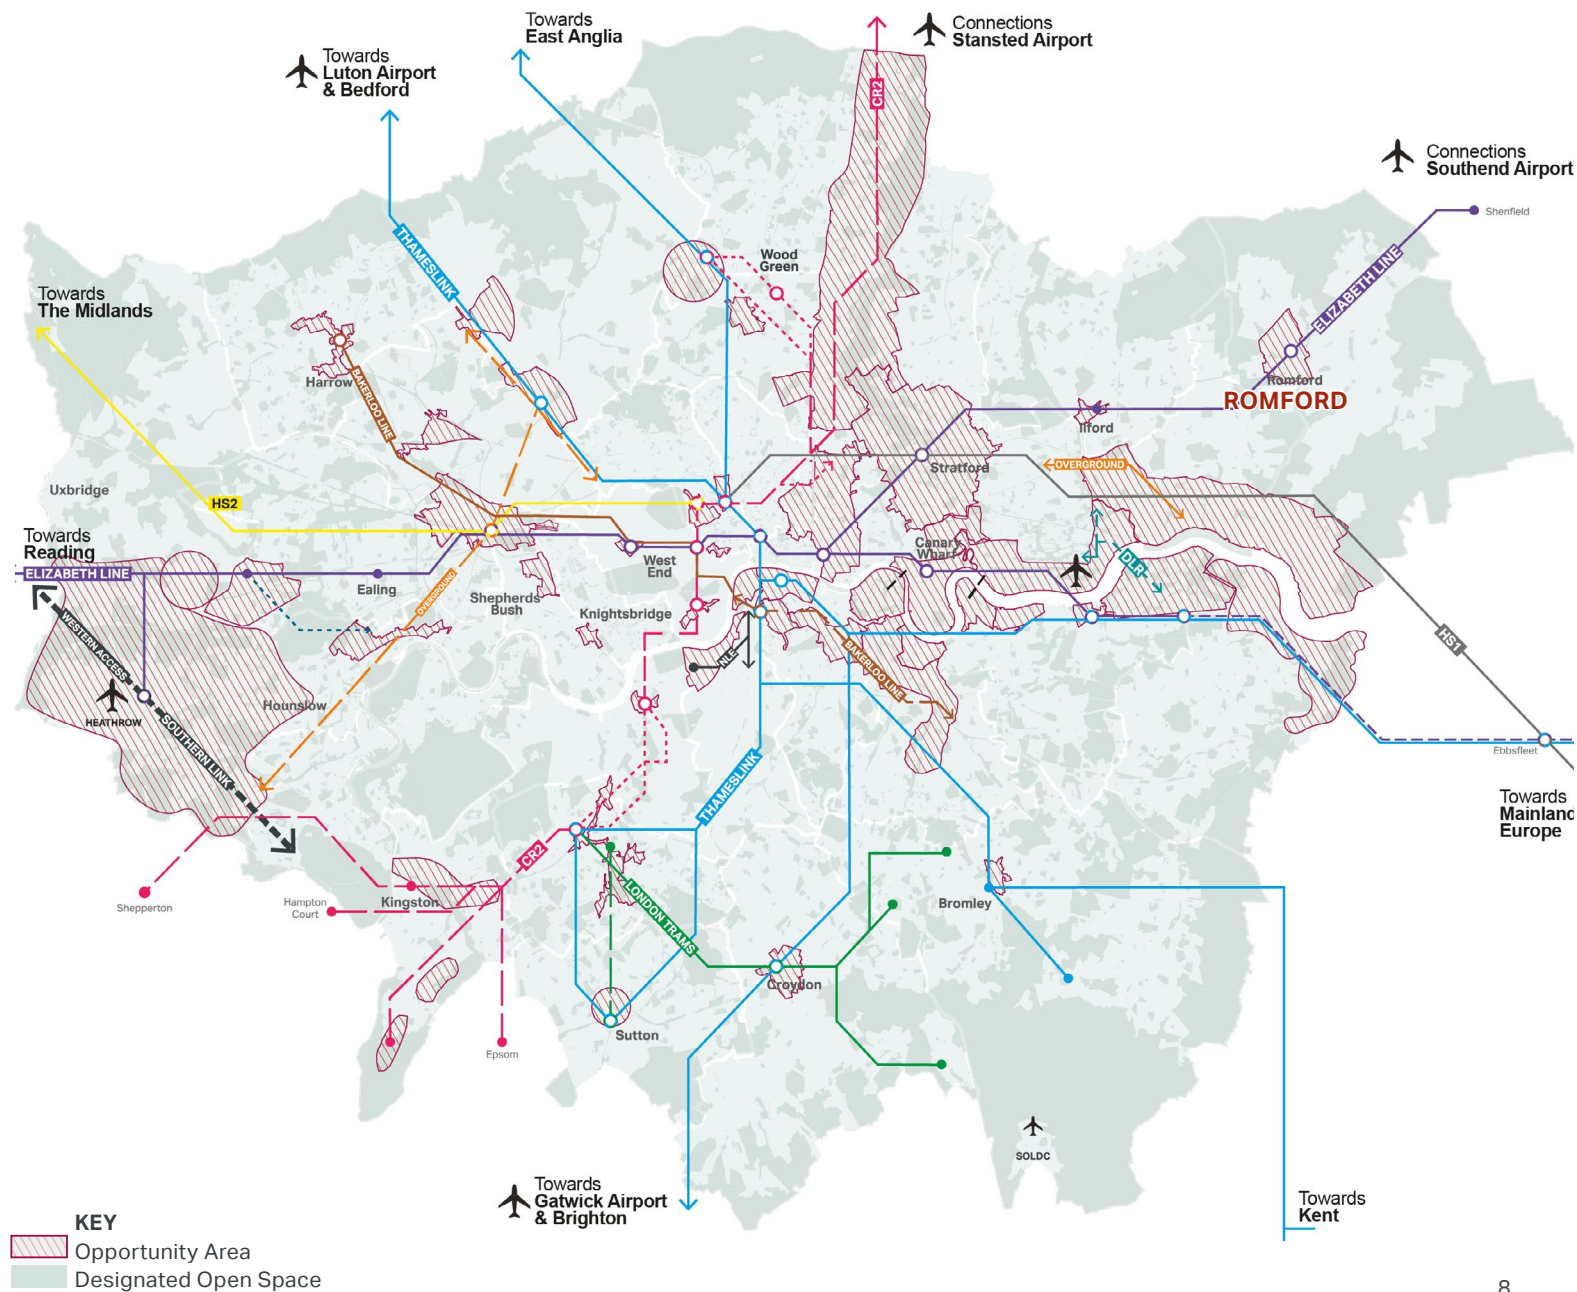 Towards
East Anglia
Connections
Stansted Airport
Towards
Luton Airport
& Bedford
CR2
Connections
Southend Airport
Shenfield
ELIZABETH LINE
THAMESLINK
Wood
Green
Towards
The Midlands
BAKERLOO LINE
Harrow
Romford
ROMFORD
Ilford
Stratford
OVERGROUND
Uxbridge
HS2
Towards
Reading
ELIZABETH LINE
West
End
Canary
Wharf
DLR
Ealing
OVERGROUND
Shepherds
Bush
Knightsbridge
WESTERN ACCESS
NLE
BAKERLOO LINE
HS1
HEATHROW
Hounslow
SOUTHERN LINK
Ebbsfleet
THAMESLINK
Towards
Mainland
Europe
CR2
Shepperton
Hampton
Court
Kingston
LONDON TRAMS
Bromley
Croydon
Sutton
Epsom
SOLDC
Towards
Gatwick Airport
& Brighton
Towards
Kent
KEY
Opportunity Area
Designated Open Space
8